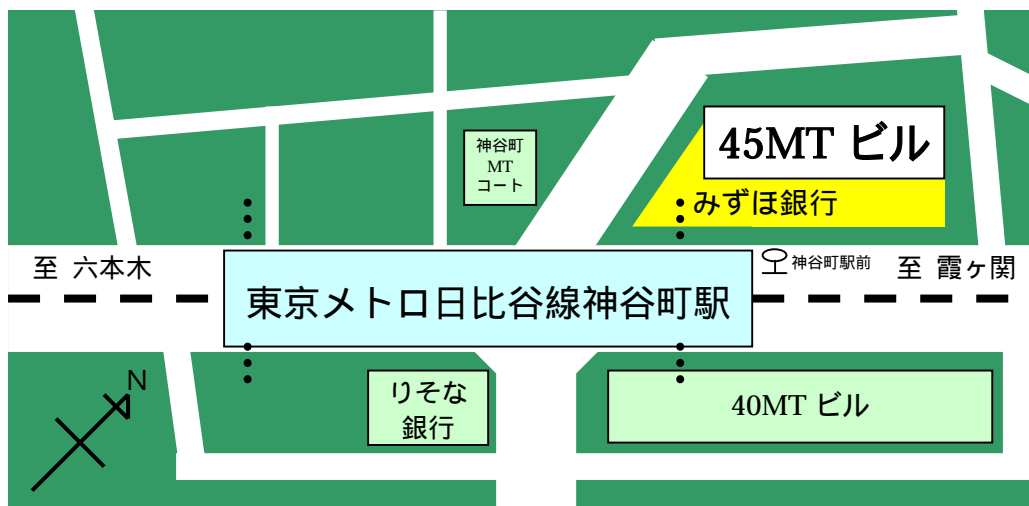 神谷町
MT
コート
45MT ビル
みずほ銀行
至 六本木
神谷町駅前
至 霞ヶ関
東京メトロ日比谷線神谷町駅
N
りそな
銀行
40MT ビル